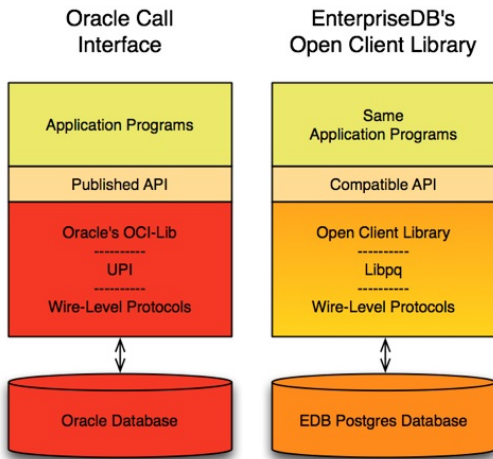 Oracle Call
Interface
Application Programs
Published API
Oracle's OCI-Lib
----------
UPI
----------
Wire-Level Protocols
Oracle Database
EnterpriseDB's
Open Client Library
Same
Application Programs
Compatible API
Open Client Library
----------
Libpq
----------
Wire-Level Protocols
EDB Postgres Database